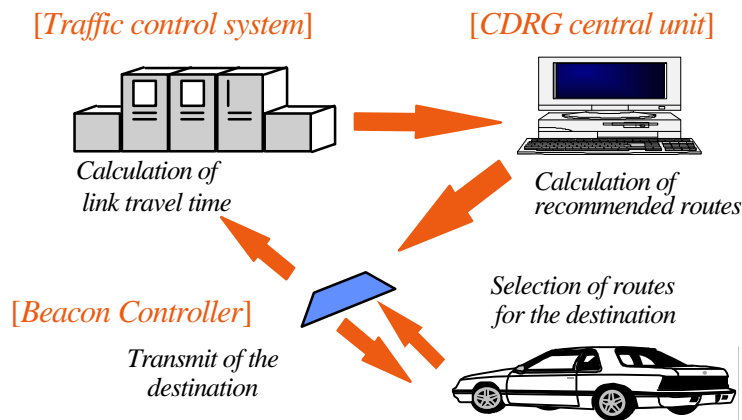 [Traffic control system]
[CDRG central unit]
Calculation of
link travel time
Calculation of
recommended routes
Selection of routes
for the destination
[Beacon Controller]
Transmit of the
destination